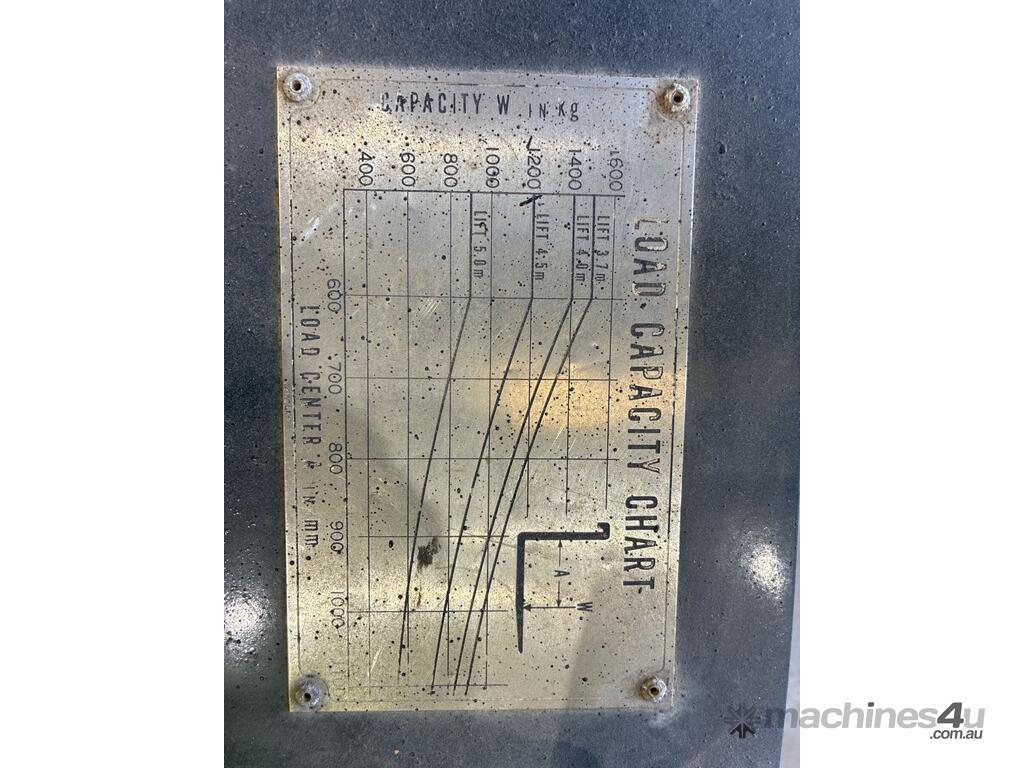 LOAD CAPACITY CHART
CAPACITY W IN kg
1600
1400
1200
1000
800
600
400
LIFT 3.7m
LIFT 4.0m
LIFT 4.5m
LIFT 5.0m
A
W
600 700 800 900 1000
LOAD CENTER A IN mm
machines4u
.com.au